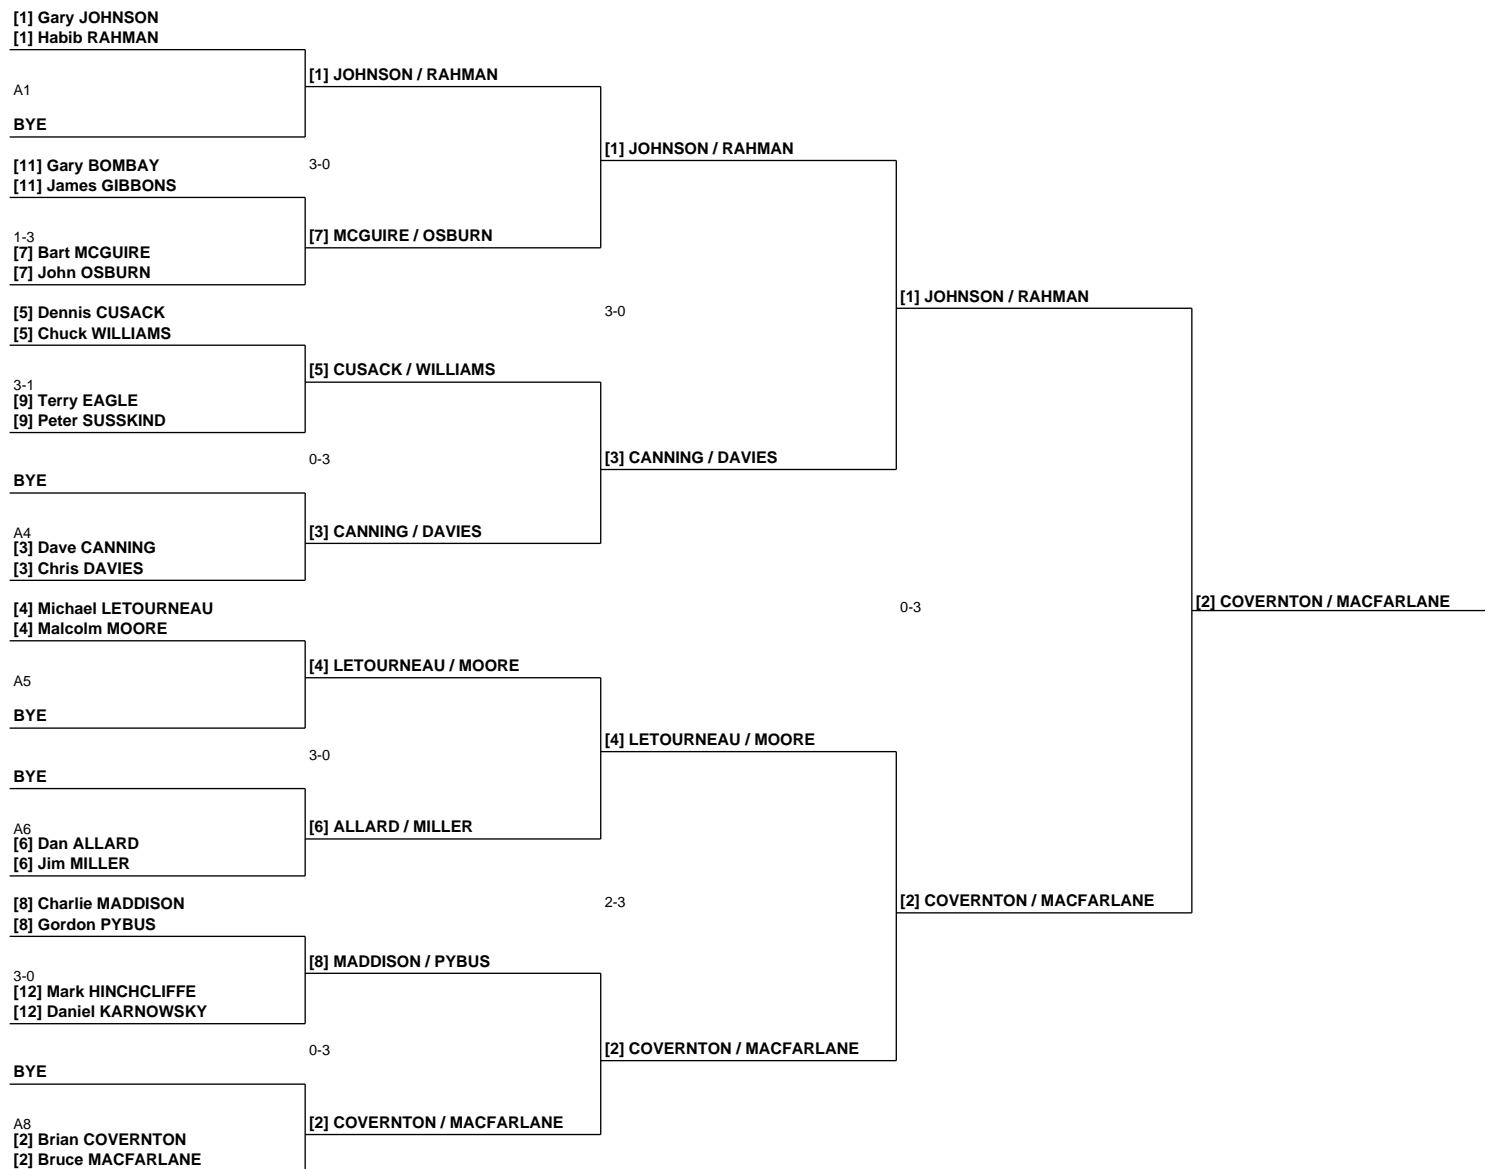 [1] Gary JOHNSON
[1] Habib RAHMAN
[1] JOHNSON / RAHMAN
A1
BYE
[1] JOHNSON / RAHMAN
[11] Gary BOMBAY
3-0
[11] James GIBBONS
1-3
[7] MCGUIRE / OSBURN
[7] Bart MCGUIRE
[7] John OSBURN
[1] JOHNSON / RAHMAN
[5] Dennis CUSACK
3-0
[5] Chuck WILLIAMS
[5] CUSACK / WILLIAMS
3-1
[9] Terry EAGLE
[9] Peter SUSSKIND
0-3
[3] CANNING / DAVIES
BYE
A4
[3] CANNING / DAVIES
[3] Dave CANNING
[3] Chris DAVIES
[2] COVERNTON / MACFARLANE
[4] Michael LETOURNEAU
0-3
[4] Malcolm MOORE
[4] LETOURNEAU / MOORE
A5
BYE
[4] LETOURNEAU / MOORE
3-0
BYE
A6
[6] ALLARD / MILLER
[6] Dan ALLARD
[6] Jim MILLER
[2] COVERNTON / MACFARLANE
[8] Charlie MADDISON
2-3
[8] Gordon PYBUS
[8] MADDISON / PYBUS
3-0
[12] Mark HINCHCLIFFE
[12] Daniel KARNOWSKY
0-3
[2] COVERNTON / MACFARLANE
BYE
A8
[2] COVERNTON / MACFARLANE
[2] Brian COVERNTON
[2] Bruce MACFARLANE